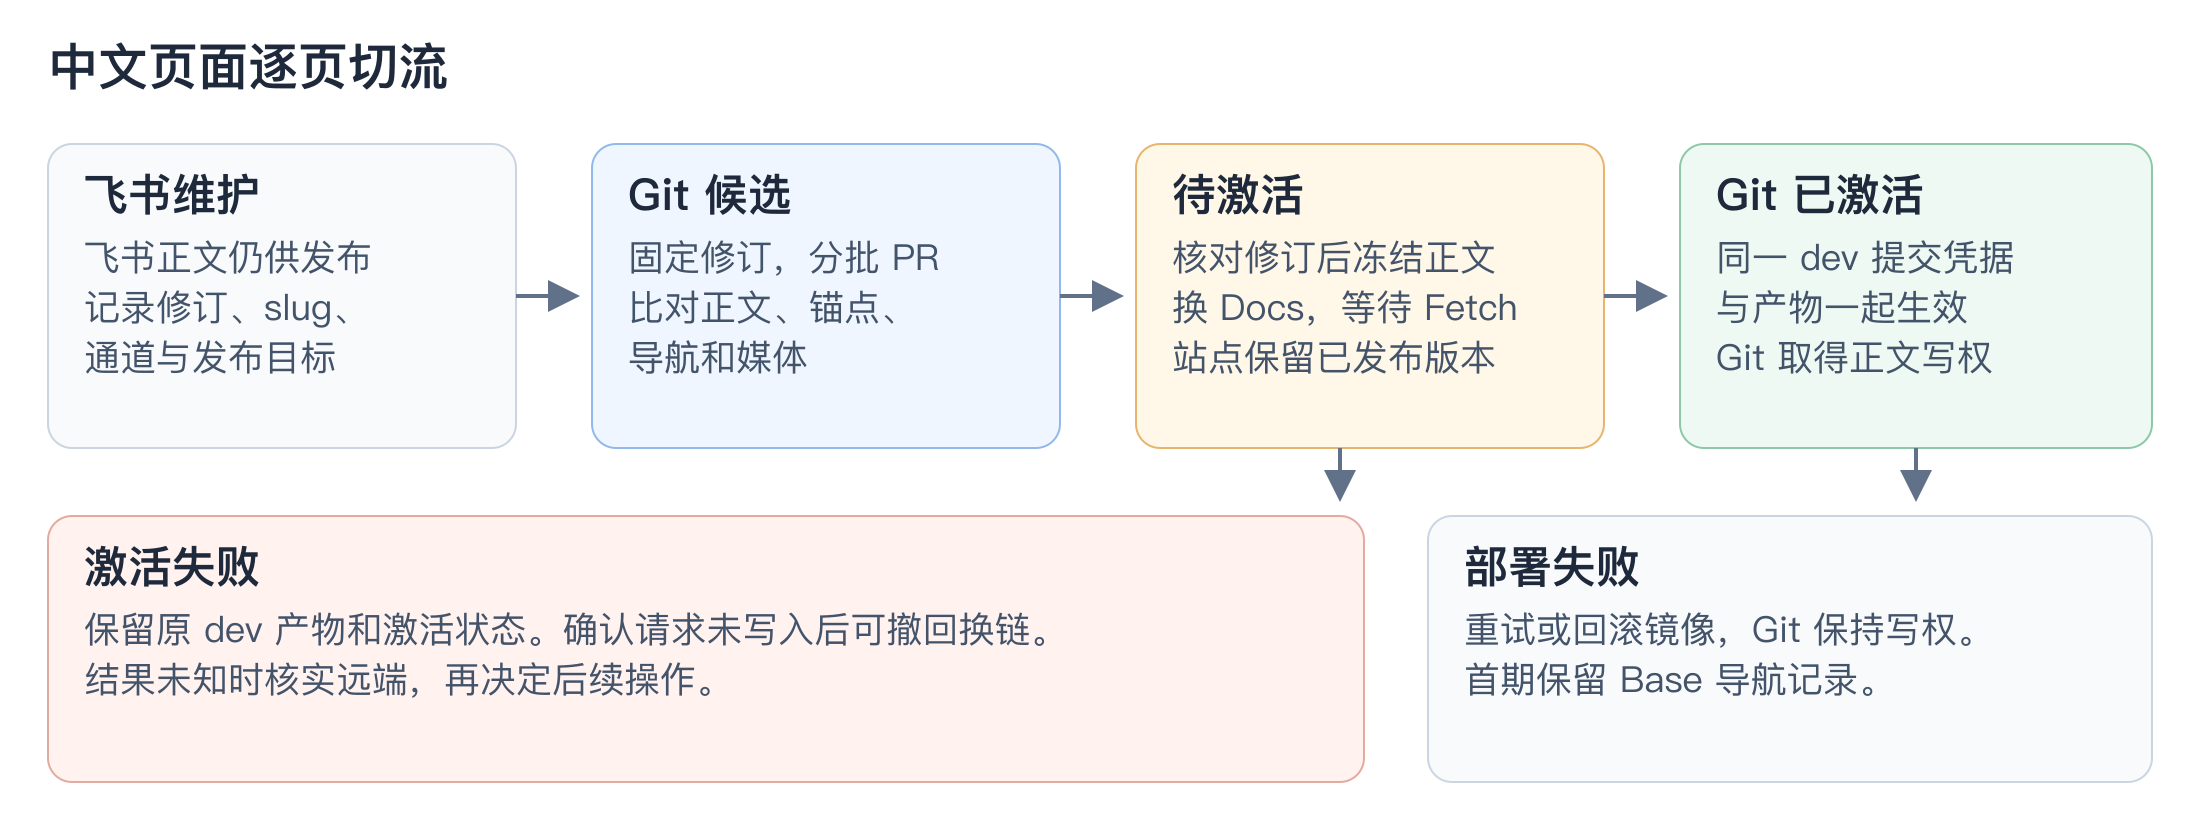 中文页面逐页切流
飞书维护
飞书正文仍供发布
记录修订、slug、
通道与发布目标
Git 候选
固定修订，分批 PR
比对正文、锚点、
导航和媒体
待激活
核对修订后冻结正文
换 Docs，等待 Fetch
站点保留已发布版本
Git 已激活
同一 dev 提交凭据
与产物一起生效
Git 取得正文写权
激活失败
保留原 dev 产物和激活状态。确认请求未写入后可撤回换链。
结果未知时核实远端，再决定后续操作。
部署失败
重试或回滚镜像，Git 保持写权。
首期保留 Base 导航记录。